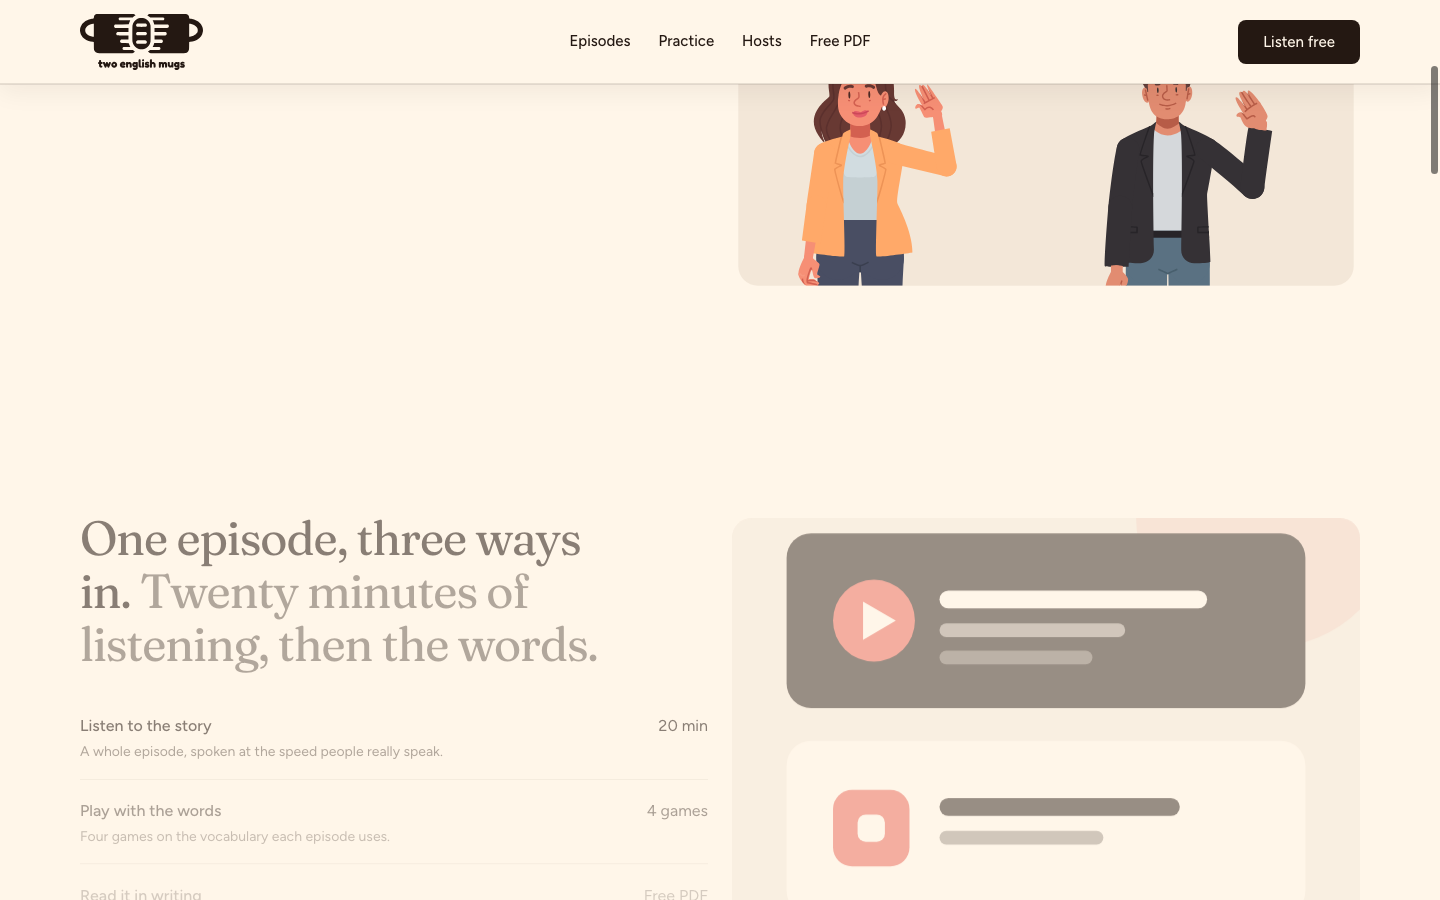 two english mugs
Episodes
Practice
Hosts
Free PDF
Listen free
One episode, three ways
in. Twenty minutes of
listening, then the words.
Listen to the story
20 min
A whole episode, spoken at the speed people really speak.
Play with the words
4 games
Four games on the vocabulary each episode uses.
Read it in writing
Free PDF